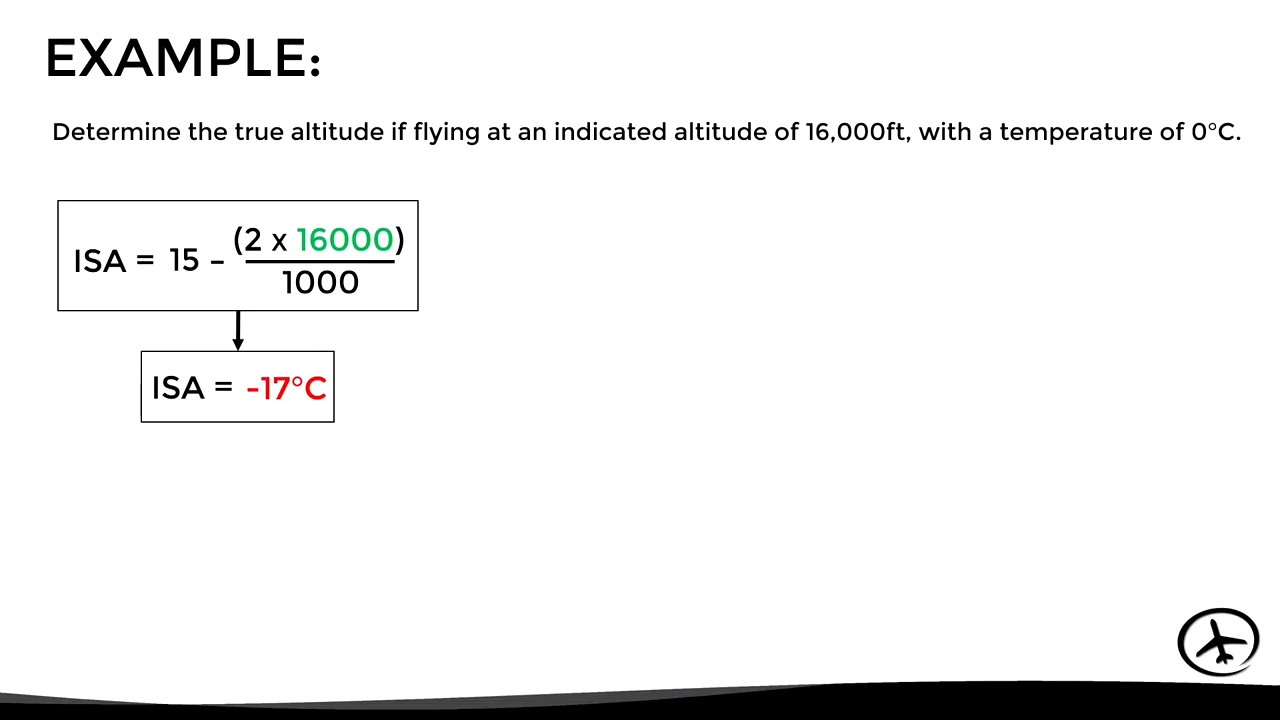 EXAMPLE:
Determine the true altitude if flying at an indicated altitude of 16,000ft, with a temperature of 0°C.
ISA = 15 - (2 x 16000)
1000
ISA = -17°C